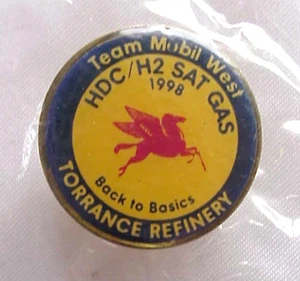 Team Mobil West
HDC/H2 SAT GAS
1998
Back to Basics
TORRANCE REFINERY